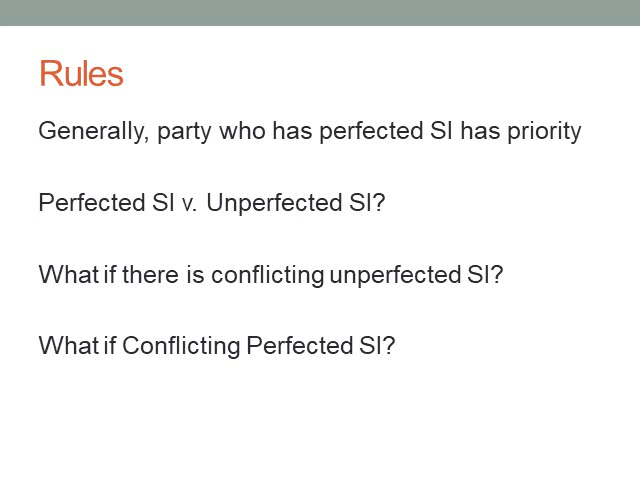 Rules
Generally, party who has perfected SI has priority
Perfected SI v. Unperfected SI?
What if there is conflicting unperfected SI?
What if Conflicting Perfected SI?